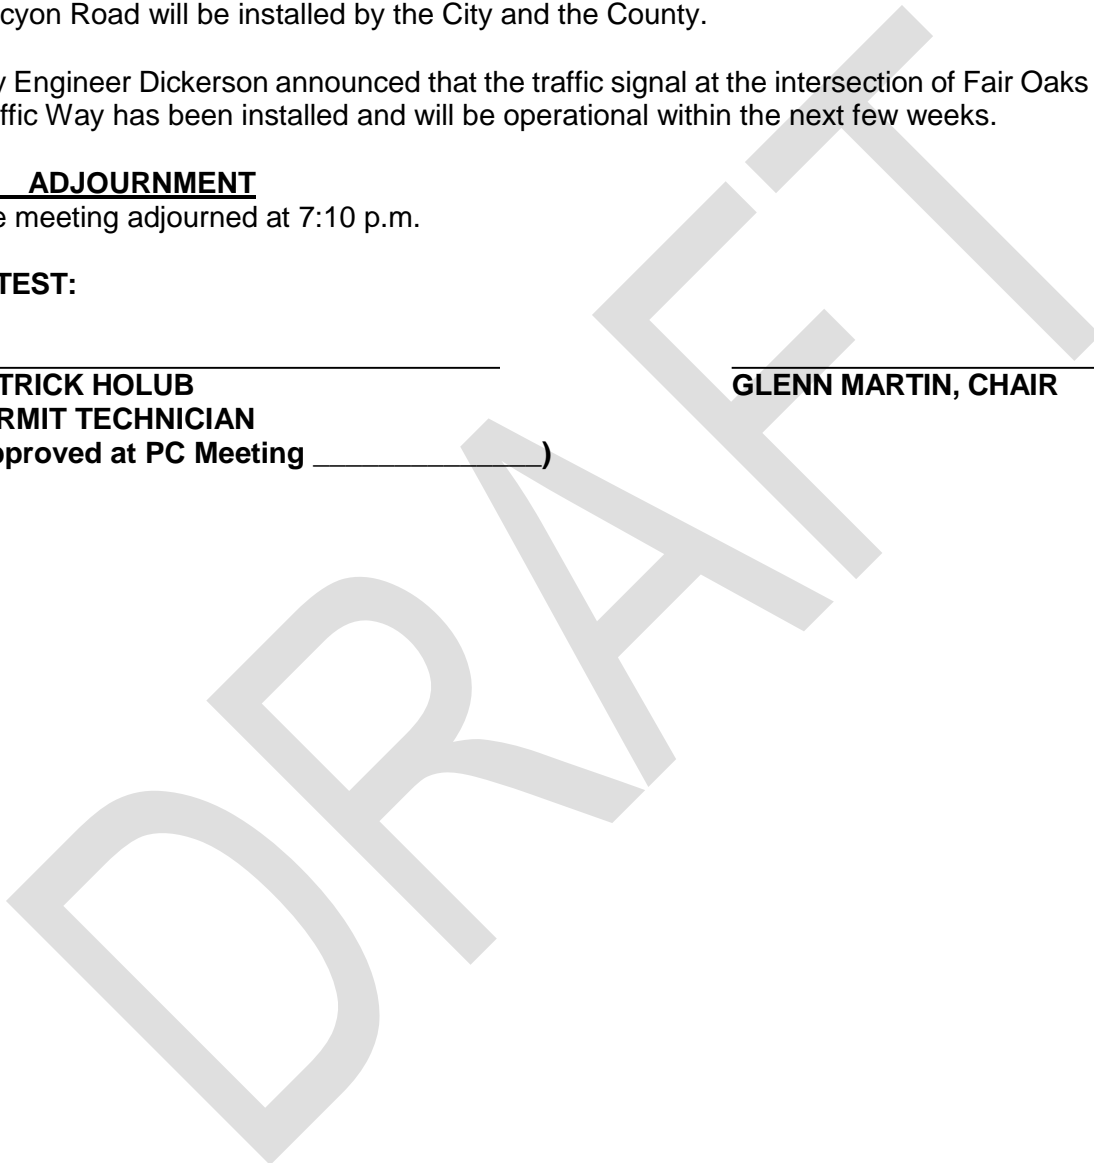 cyon Road will be installed by the City and the County.
y Engineer Dickerson announced that the traffic signal at the intersection of Fair Oaks
ffic Way has been installed and will be operational within the next few weeks.
ADJOURNMENT
e meeting adjourned at 7:10 p.m.
TEST:
TRICK HOLUB GLENN MARTIN, CHAIR
RMIT TECHNICIAN
pproved at PC Meeting ______________)
DRAFT